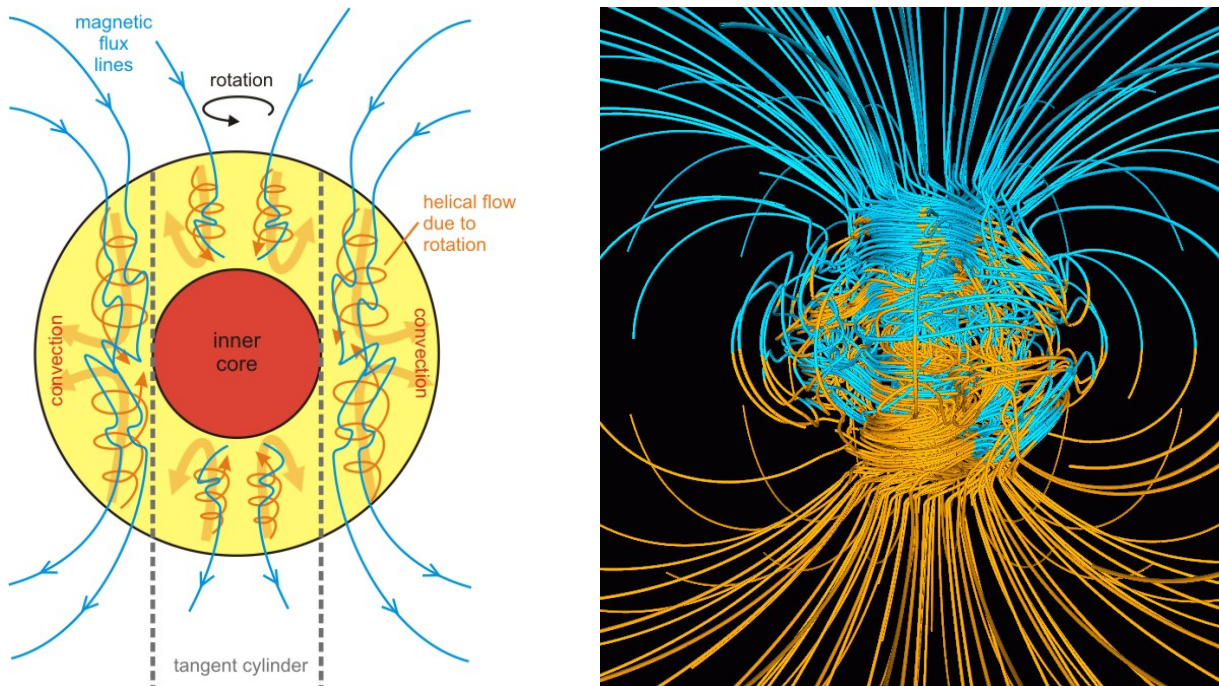 magnetic
flux
lines
rotation
helical flow
due to
rotation
convection
inner
core
convection
tangent cylinder